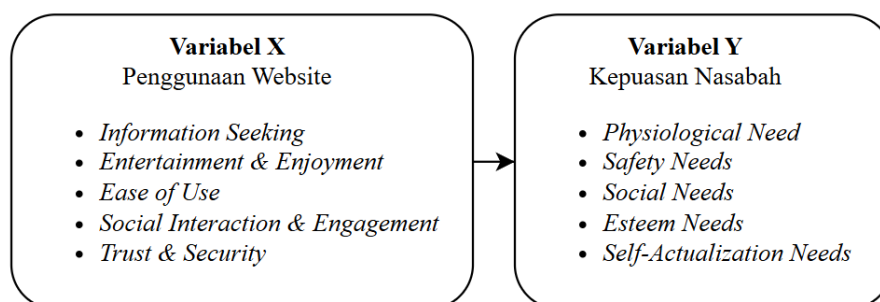 Variabel X
Penggunaan Website
• Information Seeking
• Entertainment & Enjoyment
• Ease of Use
• Social Interaction & Engagement
• Trust & Security
Variabel Y
Kepuasan Nasabah
• Physiological Need
• Safety Needs
• Social Needs
• Esteem Needs
• Self-Actualization Needs